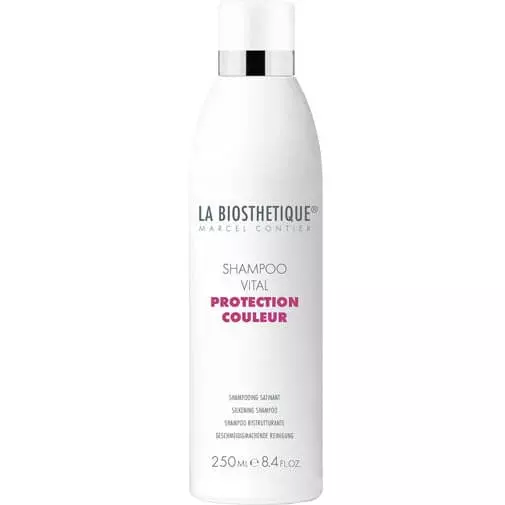 LA BIOSTHETIQUE®
MARCEL CONTIER
SHAMPOO
VITAL
PROTECTION
COULEUR
SHAMPOOING SATINANT
SILKENING SHAMPOO
SHAMPOO RISTRUTTURANTE
GESCHMEIDIGMACHENDE REINIGUNG
250 ML ℮ 8.4 FL.OZ.